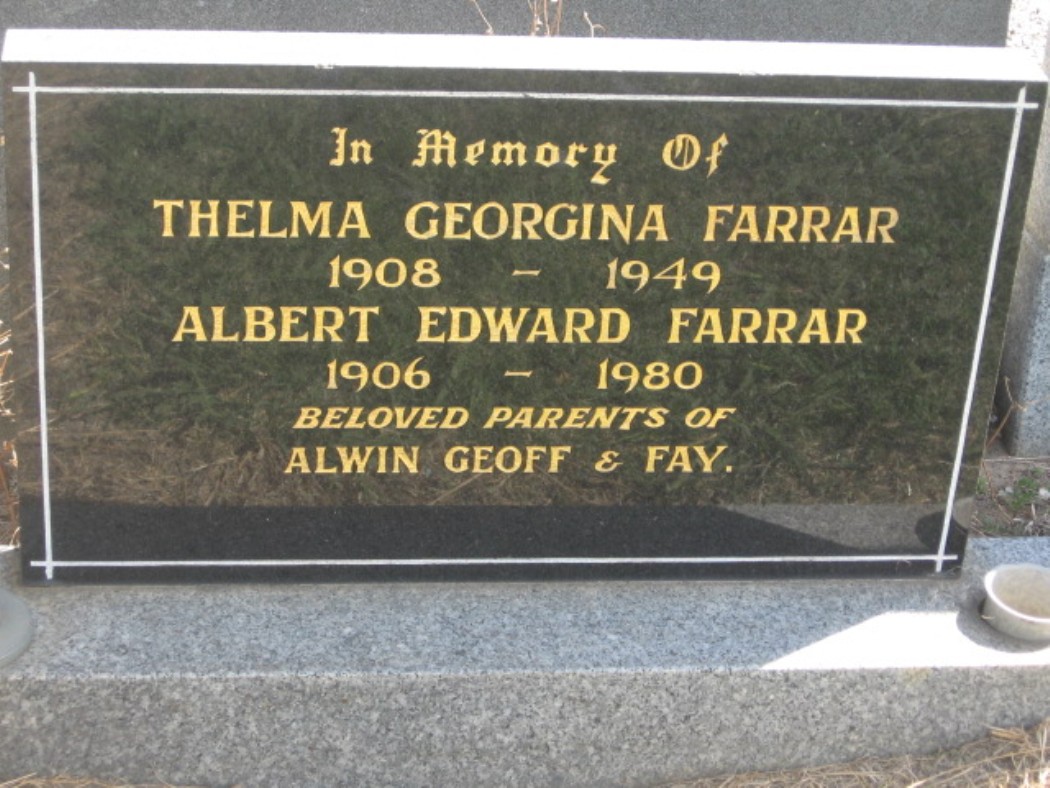 In Memory Of
THELMA GEORGINA FARRAR
1908 - 1949
ALBERT EDWARD FARRAR
1906 - 1980
BELOVED PARENTS OF
ALWIN GEOFF & FAY.